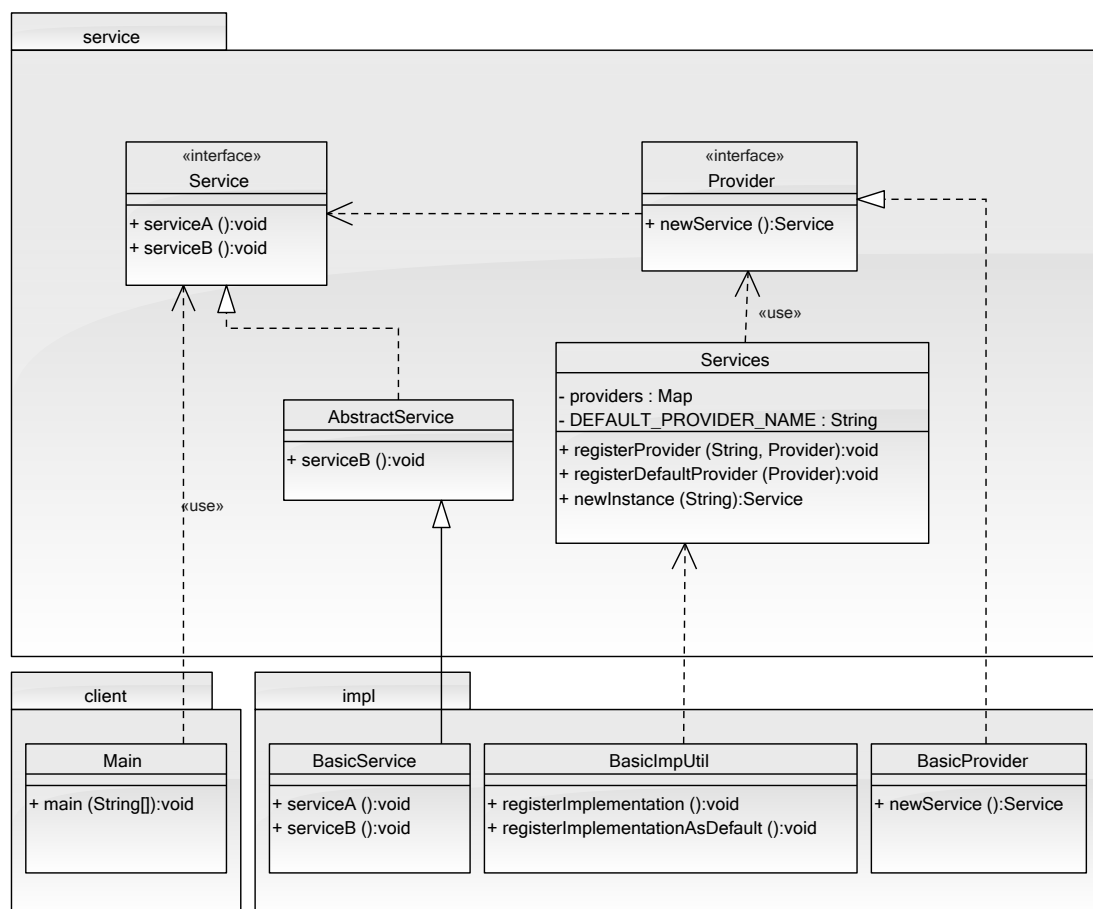 service
«interface»
Service
+ serviceA ():void
+ serviceB ():void
«interface»
Provider
+ newService ():Service
«use»
Services
- providers : Map
- DEFAULT_PROVIDER_NAME : String
+ registerProvider (String, Provider):void
+ registerDefaultProvider (Provider):void
+ newInstance (String):Service
AbstractService
+ serviceB ():void
«use»
client
Main
+ main (String[]):void
impl
BasicService
+ serviceA ():void
+ serviceB ():void
BasicImpUtil
+ registerImplementation ():void
+ registerImplementationAsDefault ():void
BasicProvider
+ newService ():Service